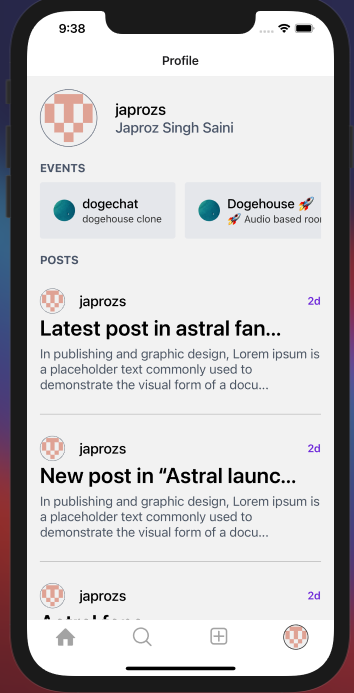 9:38
Profile
japrozs
Japroz Singh Saini
EVENTS
dogechat
dogehouse clone
Dogehouse 🚀
🚀 Audio based roor
POSTS
japrozs
2d
Latest post in astral fan...
In publishing and graphic design, Lorem ipsum is
a placeholder text commonly used to
demonstrate the visual form of a docu...
japrozs
2d
New post in “Astral launc...
In publishing and graphic design, Lorem ipsum is
a placeholder text commonly used to
demonstrate the visual form of a docu...
japrozs
2d
Astral fans